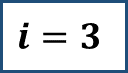 i = 3